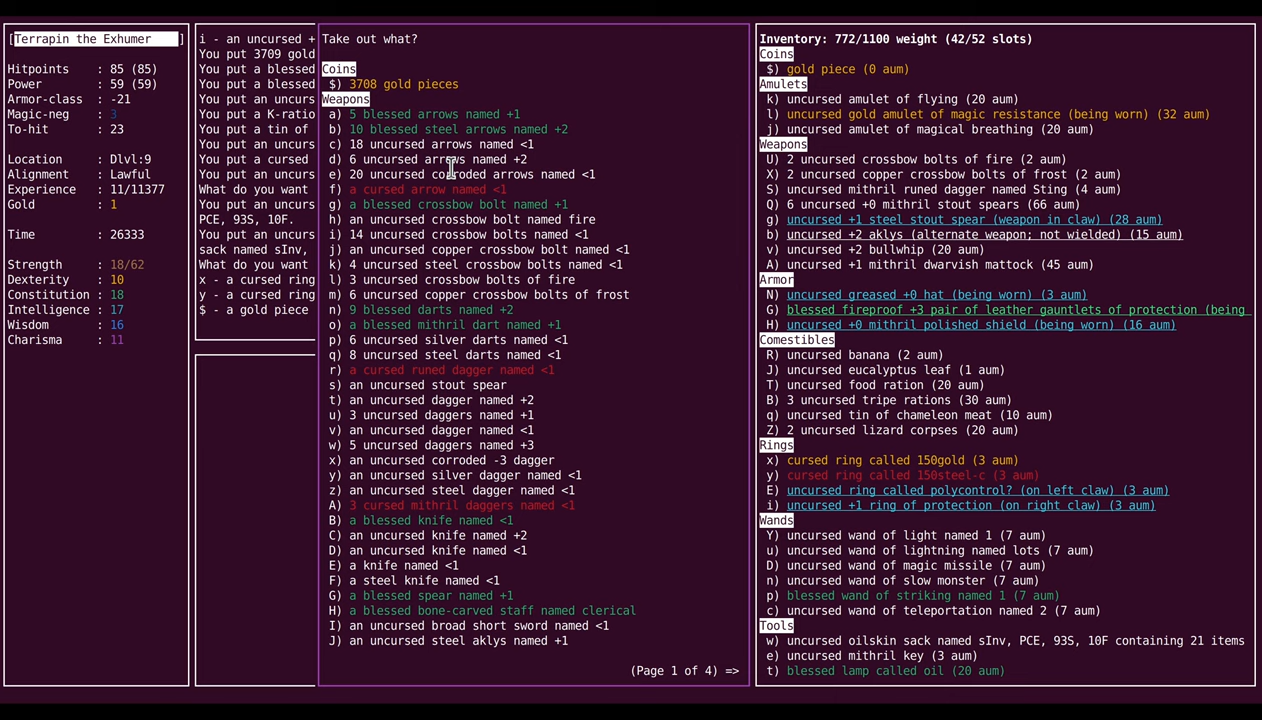 [Terrapin the Exhumer ]
Hitpoints : 85 (85)
Power : 59 (59)
Armor-class : -21
Magic-neg : 3
To-hit : 23
Location : Dlvl:9
Alignment : Lawful
Experience : 11/11377
Gold : 1
Time : 26333
Strength : 18/62
Dexterity : 10
Constitution : 18
Intelligence : 17
Wisdom : 16
Charisma : 11
i - an uncursed +
You put 3709 gold
You put a blessed
You put a blessed
You put an uncurs
You put a K-ratio
You put a tin of
You put an uncurs
You put a cursed
You put an uncurs
What do you want
You put an uncurs
PCE, 93S, 10F.
You put an uncurs
sack named sInv,
What do you want
x - a cursed ring
y - a cursed ring
$ - a gold piece
Take out what?
Coins
$) 3708 gold pieces
Weapons
a) 5 blessed arrows named +1
b) 10 blessed steel arrows named +2
c) 18 uncursed arrows named <1
d) 6 uncursed arrows named +2
e) 20 uncursed corroded arrows named <1
f) a cursed arrow named <1
g) a blessed crossbow bolt named +1
h) an uncursed crossbow bolt named fire
i) 14 uncursed crossbow bolts named <1
j) an uncursed copper crossbow bolt named <1
k) 4 uncursed steel crossbow bolts named <1
l) 3 uncursed crossbow bolts of fire
m) 6 uncursed copper crossbow bolts of frost
n) 9 blessed darts named +2
o) a blessed mithril dart named +1
p) 6 uncursed silver darts named <1
q) 8 uncursed steel darts named <1
r) a cursed runed dagger named <1
s) an uncursed stout spear
t) an uncursed dagger named +2
u) 3 uncursed daggers named +1
v) an uncursed dagger named <1
w) 5 uncursed daggers named +3
x) an uncursed corroded -3 dagger
y) an uncursed silver dagger named <1
z) an uncursed steel dagger named <1
A) 3 cursed mithril daggers named <1
B) a blessed knife named <1
C) an uncursed knife named +2
D) an uncursed knife named <1
E) a knife named <1
F) a steel knife named <1
G) a blessed spear named +1
H) a blessed bone-carved staff named clerical
I) an uncursed broad short sword named <1
J) an uncursed steel aklys named +1
(Page 1 of 4) =>
Inventory: 772/1100 weight (42/52 slots)
Coins
$) gold piece (0 aum)
Amulets
k) uncursed amulet of flying (20 aum)
l) uncursed gold amulet of magic resistance (being worn) (32 aum)
j) uncursed amulet of magical breathing (20 aum)
Weapons
U) 2 uncursed crossbow bolts of fire (2 aum)
X) 2 uncursed copper crossbow bolts of frost (2 aum)
S) uncursed mithril runed dagger named Sting (4 aum)
Q) 6 uncursed +0 mithril stout spears (66 aum)
g) uncursed +1 steel stout spear (weapon in claw) (28 aum)
b) uncursed +2 aklys (alternate weapon; not wielded) (15 aum)
v) uncursed +2 bullwhip (20 aum)
A) uncursed +1 mithril dwarvish mattock (45 aum)
Armor
N) uncursed greased +0 hat (being worn) (3 aum)
G) blessed fireproof +3 pair of leather gauntlets of protection (being
H) uncursed +0 mithril polished shield (being worn) (16 aum)
Comestibles
R) uncursed banana (2 aum)
J) uncursed eucalyptus leaf (1 aum)
T) uncursed food ration (20 aum)
B) 3 uncursed tripe rations (30 aum)
q) uncursed tin of chameleon meat (10 aum)
Z) 2 uncursed lizard corpses (20 aum)
Rings
x) cursed ring called 150gold (3 aum)
y) cursed ring called 150steel-c (3 aum)
E) uncursed ring called polycontrol? (on left claw) (3 aum)
i) uncursed +1 ring of protection (on right claw) (3 aum)
Wands
Y) uncursed wand of light named 1 (7 aum)
u) uncursed wand of lightning named lots (7 aum)
D) uncursed wand of magic missile (7 aum)
n) uncursed wand of slow monster (7 aum)
p) blessed wand of striking named 1 (7 aum)
c) uncursed wand of teleportation named 2 (7 aum)
Tools
w) uncursed oilskin sack named sInv, PCE, 93S, 10F containing 21 items
e) uncursed mithril key (3 aum)
t) blessed lamp called oil (20 aum)